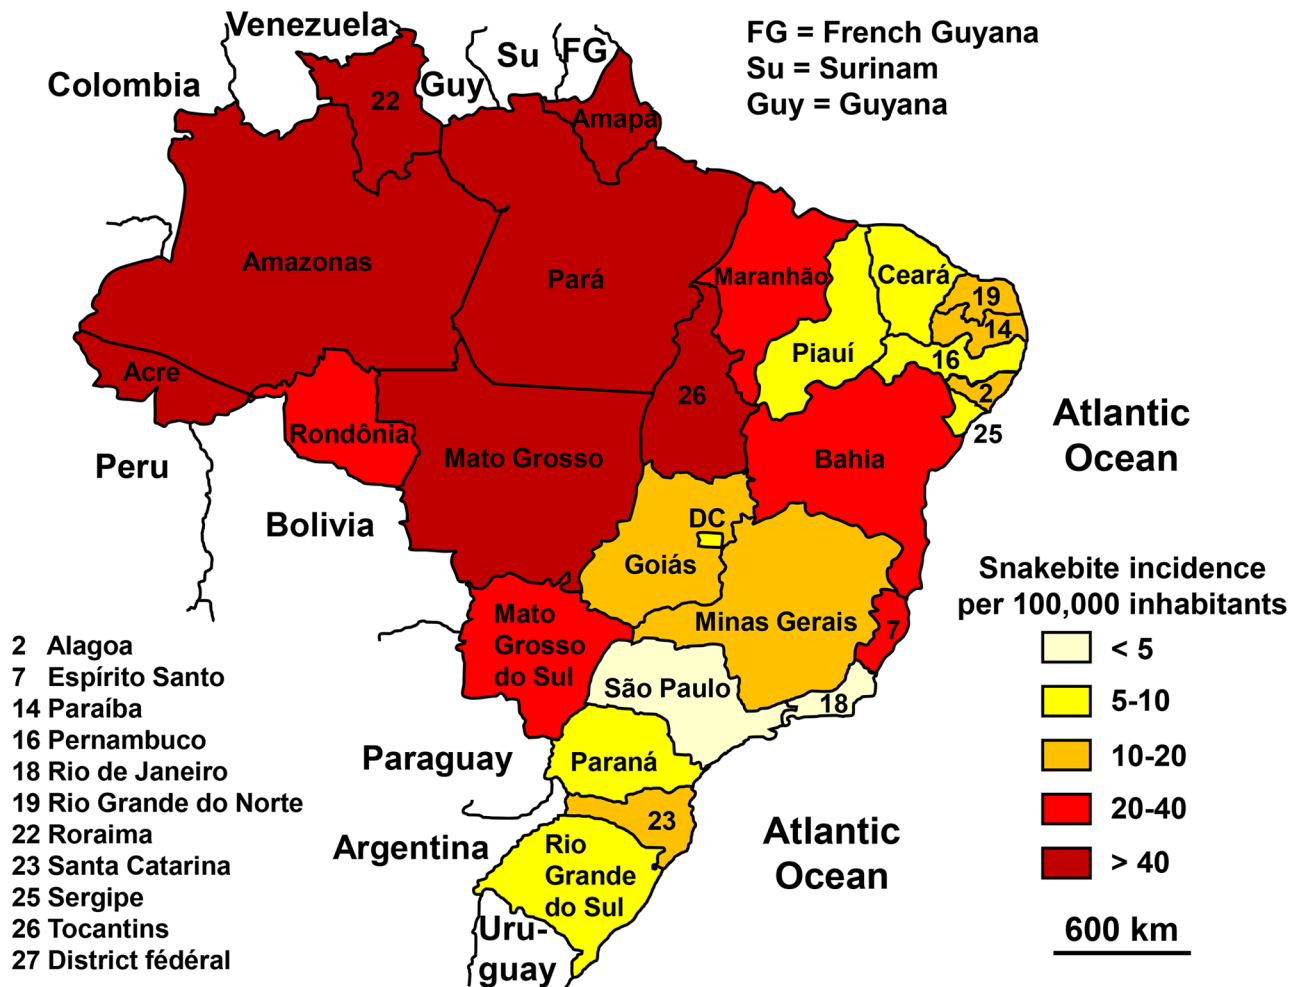 Venezuela
Su
FG
Guy
Colombia
FG = French Guyana
Su = Surinam
Guy = Guyana
22
Amapá
Amazonas
Pará
Maranhão
Ceará
19
14
Piauí
16
2
25
Acre
26
Rondônia
Mato Grosso
Bahia
Peru
Bolivia
DC
Goiás
Minas Gerais
7
Mato
Grosso
do Sul
São Paulo
18
Paraguay
Paraná
23
Argentina
Rio
Grande
do Sul
Uru-
guay
Atlantic
Ocean
Atlantic
Ocean
Snakebite incidence
per 100,000 inhabitants
< 5
5-10
10-20
20-40
> 40
600 km
2 Alagoa
7 Espírito Santo
14 Paraíba
16 Pernambuco
18 Rio de Janeiro
19 Rio Grande do Norte
22 Roraima
23 Santa Catarina
25 Sergipe
26 Tocantins
27 District fédéral